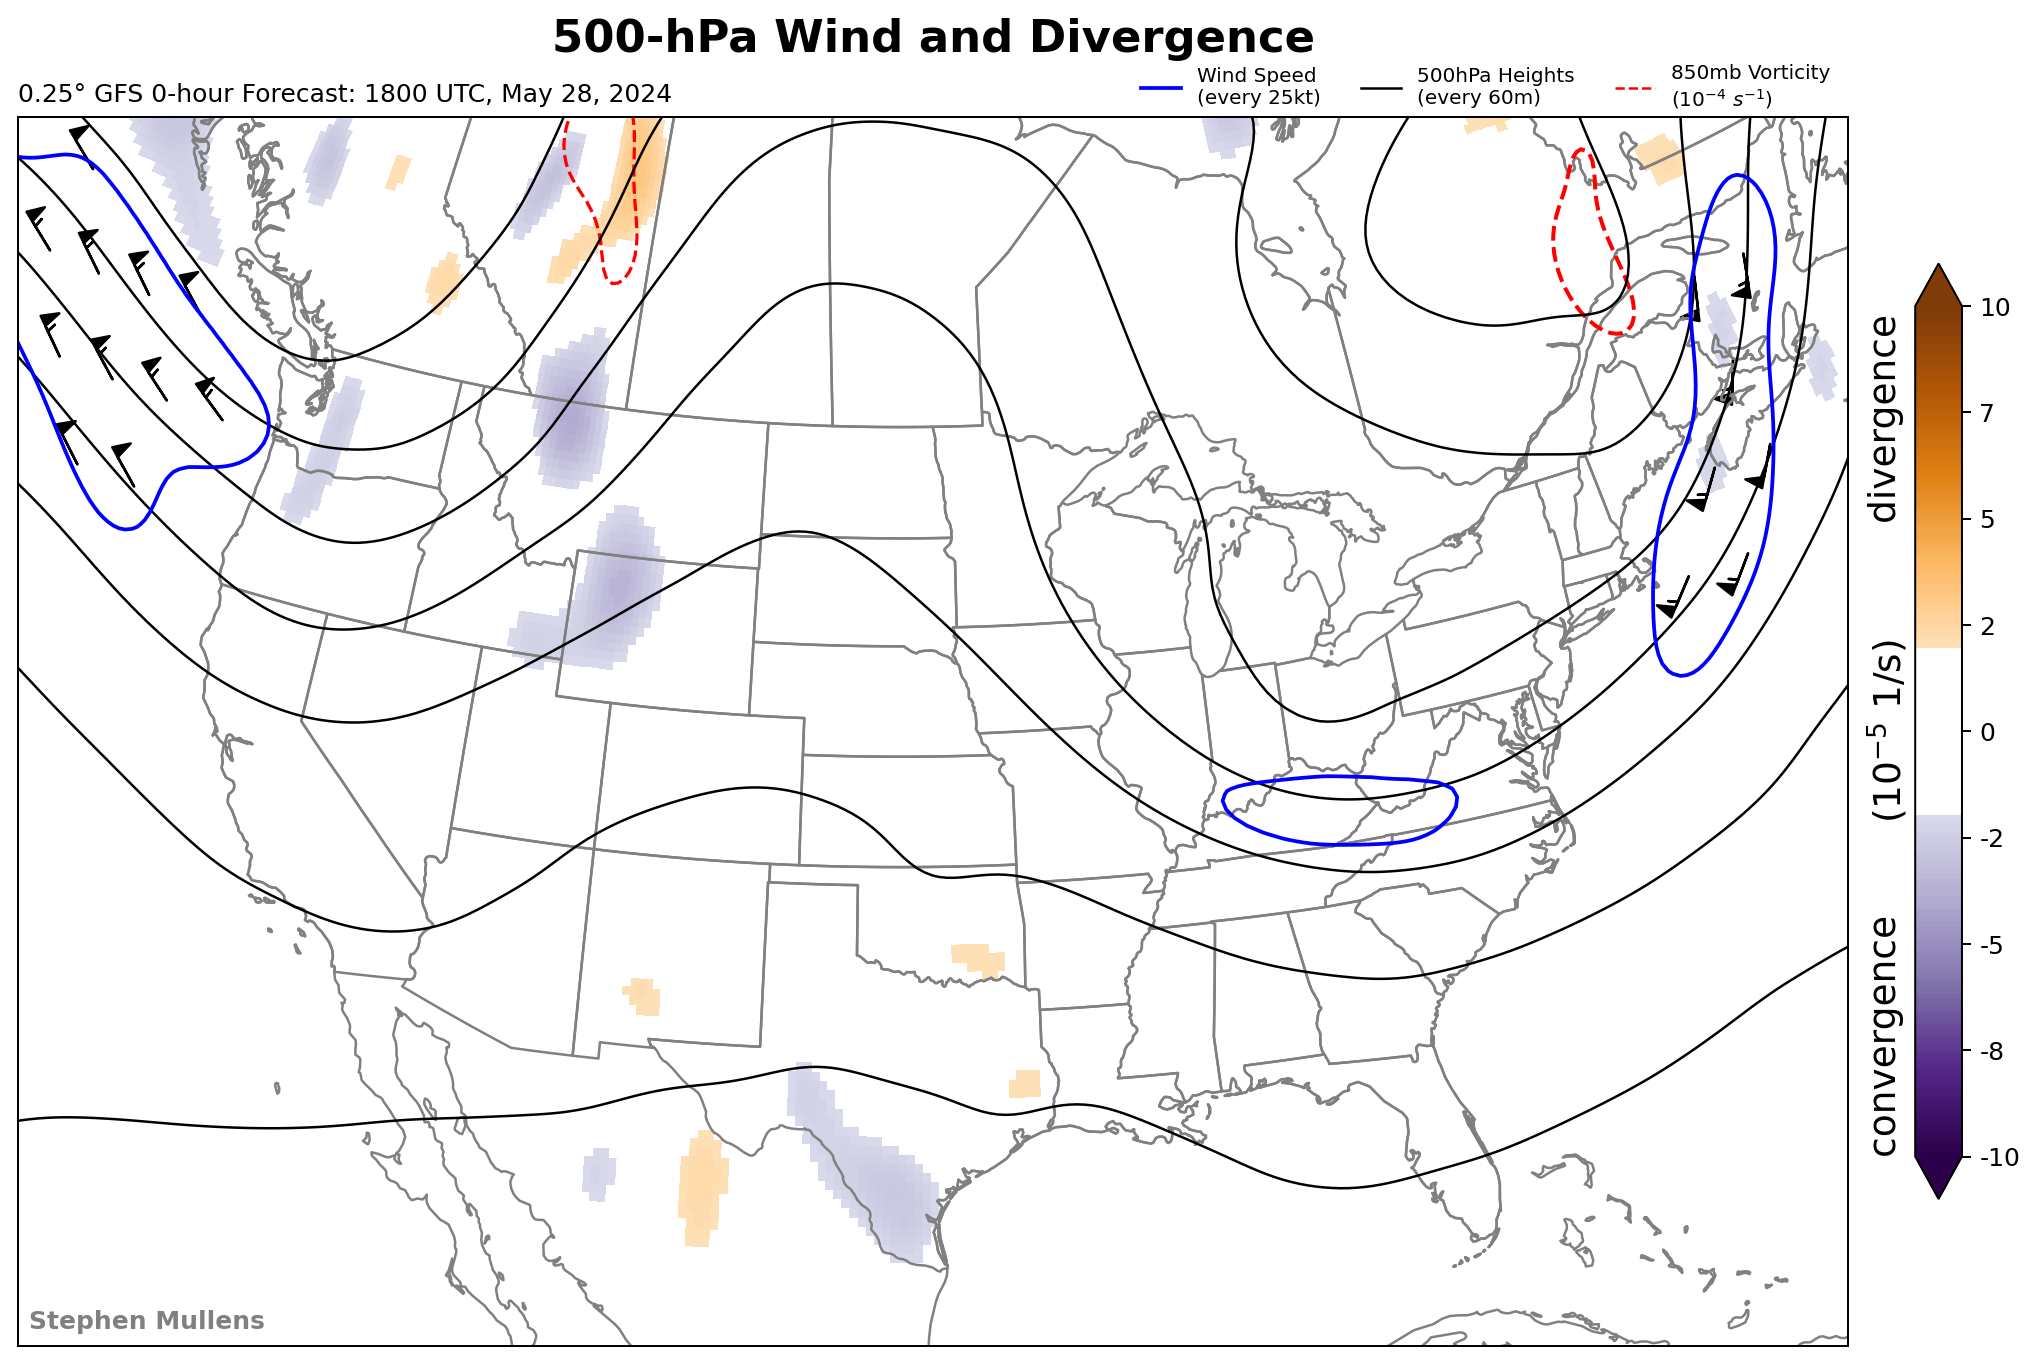 500-hPa Wind and Divergence
0.25° GFS 0-hour Forecast: 1800 UTC, May 28, 2024
Wind Speed
(every 25kt)
500hPa Heights
(every 60m)
850mb Vorticity
(10⁻⁴ s⁻¹)
10
7
5
2
0
-2
-5
-8
-10
divergence
(10⁻⁵ 1/s)
convergence
Stephen Mullens